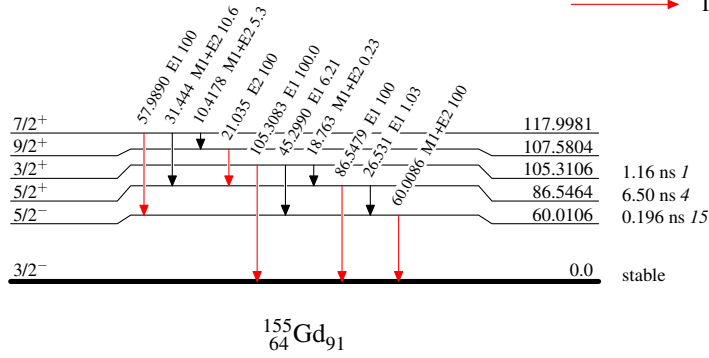 I
57.9890 E1 100
31.444 M1+E2 10.6
10.4178 M1+E2 5.3
21.035 E2 100
105.3083 E1 100.0
45.2990 E1 6.21
18.763 M1+E2 0.23
86.5479 E1 100
26.531 E1 1.03
60.0086 M1+E2 100
7/2+ 117.9981
9/2+ 107.5804
3/2+ 105.3106 1.16 ns 1
5/2+ 86.5464 6.50 ns 4
5/2− 60.0106 0.196 ns 15
3/2− 0.0 stable
155 64 Gd 91